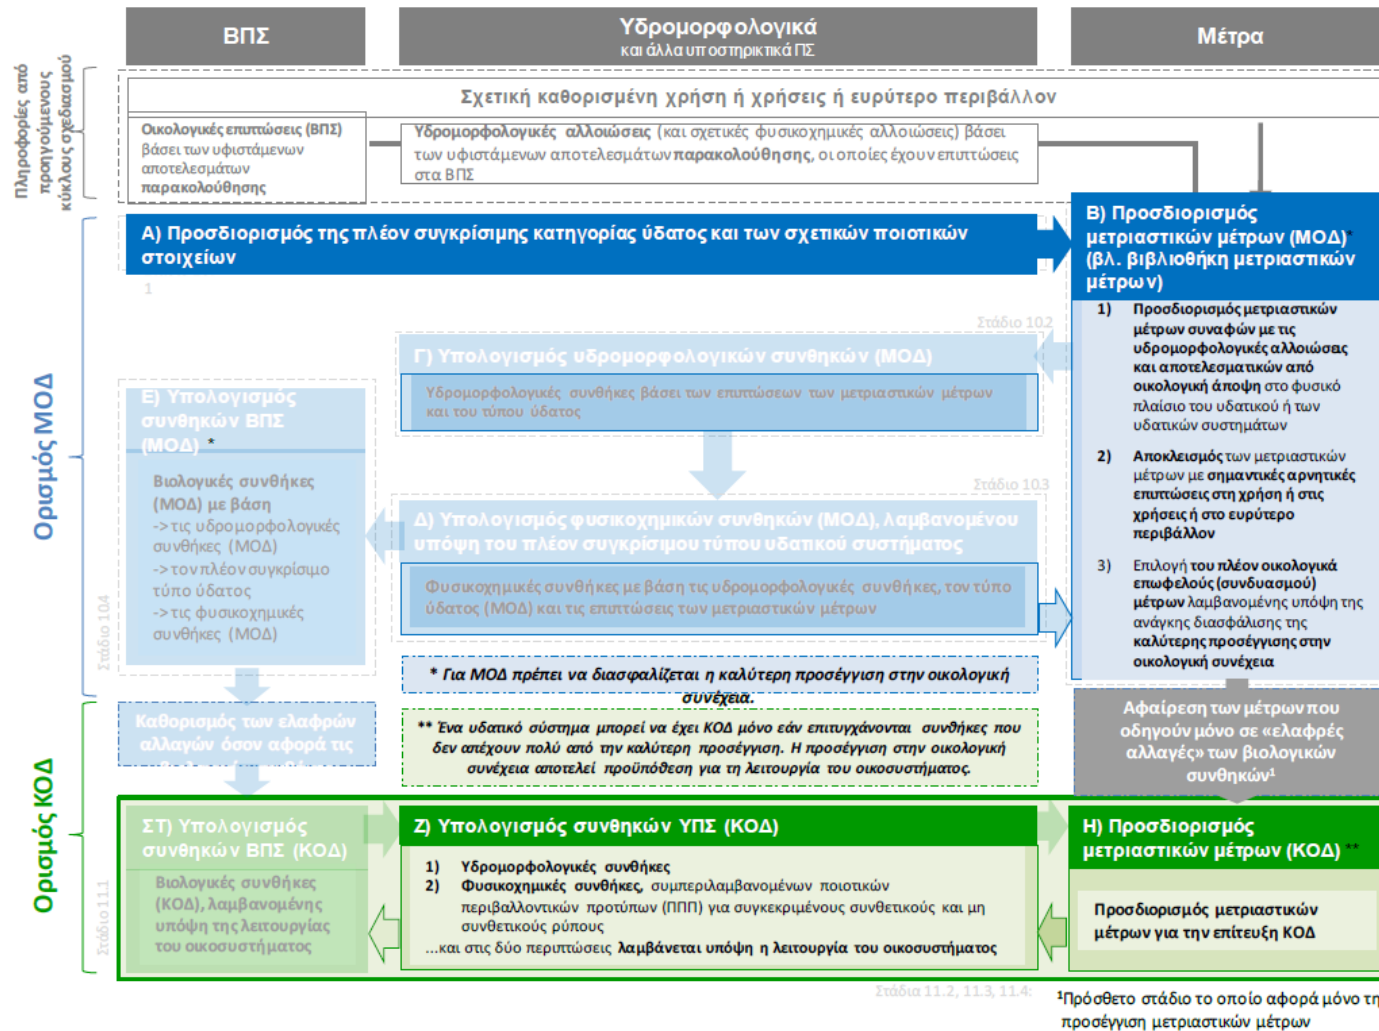 ΒΠΣ
Υδρομορφολογικά
και άλλα υποστηρικτικά ΠΣ
Μέτρα
Πληροφορίες από
προηγούμενους
κύκλους σχεδιασμού
Σχετική καθορισμένη χρήση ή χρήσεις ή ευρύτερο περιβάλλον
Οικολογικές επιπτώσεις (ΒΠΣ)
βάσει των υφιστάμενων
αποτελεσμάτων
παρακολούθησης
Υδρομορφολογικές αλλοιώσεις (και σχετικές φυσικοχημικές αλλοιώσεις) βάσει
των υφιστάμενων αποτελεσμάτων παρακολούθησης, οι οποίες έχουν επιπτώσεις
στα ΒΠΣ
Ορισμός ΜΟΔ
Α) Προσδιορισμός της πλέον συγκρίσιμης κατηγορίας ύδατος και των σχετικών ποιοτικών
στοιχείων
1
Β) Προσδιορισμός
μετριαστικών μέτρων (ΜΟΔ)*
(βλ. βιβλιοθήκη μετριαστικών
μέτρων)
1) Προσδιορισμός μετριαστικών
μέτρων συναφών με τις
υδρομορφολογικές αλλοιώσεις
και αποτελεσματικών από
οικολογική άποψη στο φυσικό
πλαίσιο του υδατικού ή των
υδατικών συστημάτων
2) Αποκλεισμός των μετριαστικών
μέτρων με σημαντικές αρνητικές
επιπτώσεις στη χρήση ή στις
χρήσεις ή στο ευρύτερο
περιβάλλον
3) Επιλογή του πλέον οικολογικά
επωφελούς (συνδυασμού)
μέτρων λαμβανομένης υπόψη της
ανάγκης διασφάλισης της
καλύτερης προσέγγισης στην
οικολογική συνέχεια
Στάδιο 10.2
Γ) Υπολογισμός υδρομορφολογικών συνθηκών (ΜΟΔ)
Υδρομορφολογικές συνθήκες βάσει των επιπτώσεων των μετριαστικών μέτρων
και του τύπου ύδατος
Στάδιο 10.3
Δ) Υπολογισμός φυσικοχημικών συνθηκών (ΜΟΔ), λαμβανομένου
υπόψη του πλέον συγκρίσιμου τύπου υδατικού συστήματος
Φυσικοχημικές συνθήκες με βάση τις υδρομορφολογικές συνθήκες, τον τύπο
ύδατος (ΜΟΔ) και τις επιπτώσεις των μετριαστικών μέτρων
Ε) Υπολογισμός
συνθηκών ΒΠΣ
(ΜΟΔ) *
Βιολογικές συνθήκες
(ΜΟΔ) με βάση
-> τις υδρομορφολογικές
συνθήκες (ΜΟΔ)
-> τον πλέον συγκρίσιμο
τύπο ύδατος
-> τις φυσικοχημικές
συνθήκες (ΜΟΔ)
Στάδιο 10.4
* Για ΜΟΔ πρέπει να διασφαλίζεται η καλύτερη προσέγγιση στην οικολογική
συνέχεια.
** Ένα υδατικό σύστημα μπορεί να έχει ΚΟΔ μόνο εάν επιτυγχάνονται συνθήκες που
δεν απέχουν πολύ από την καλύτερη προσέγγιση. Η προσέγγιση στην οικολογική
συνέχεια αποτελεί προϋπόθεση για τη λειτουργία του οικοσυστήματος.
Καθορισμός των ελαφρών
αλλαγών όσον αφορά τις
Αφαίρεση των μέτρων που
οδηγούν μόνο σε «ελαφρές
αλλαγές» των βιολογικών
συνθηκών¹
Ορισμός ΚΟΔ
ΣΤ) Υπολογισμός
συνθηκών ΒΠΣ (ΚΟΔ)
Βιολογικές συνθήκες
(ΚΟΔ), λαμβανομένης
υπόψη της λειτουργίας
του οικοσυστήματος
Στάδιο 11.1
Ζ) Υπολογισμός συνθηκών ΥΠΣ (ΚΟΔ)
1) Υδρομορφολογικές συνθήκες
2) Φυσικοχημικές συνθήκες, συμπεριλαμβανομένων ποιοτικών
περιβαλλοντικών προτύπων (ΠΠΠ) για συγκεκριμένους συνθετικούς και μη
συνθετικούς ρύπους
...και στις δύο περιπτώσεις λαμβάνεται υπόψη η λειτουργία του οικοσυστήματος
Η) Προσδιορισμός
μετριαστικών μέτρων (ΚΟΔ) **
Προσδιορισμός μετριαστικών
μέτρων για την επίτευξη ΚΟΔ
Στάδια 11.2, 11.3, 11.4:
¹Πρόσθετο στάδιο το οποίο αφορά μόνο τη
προσέγγιση μετριαστικών μέτρων